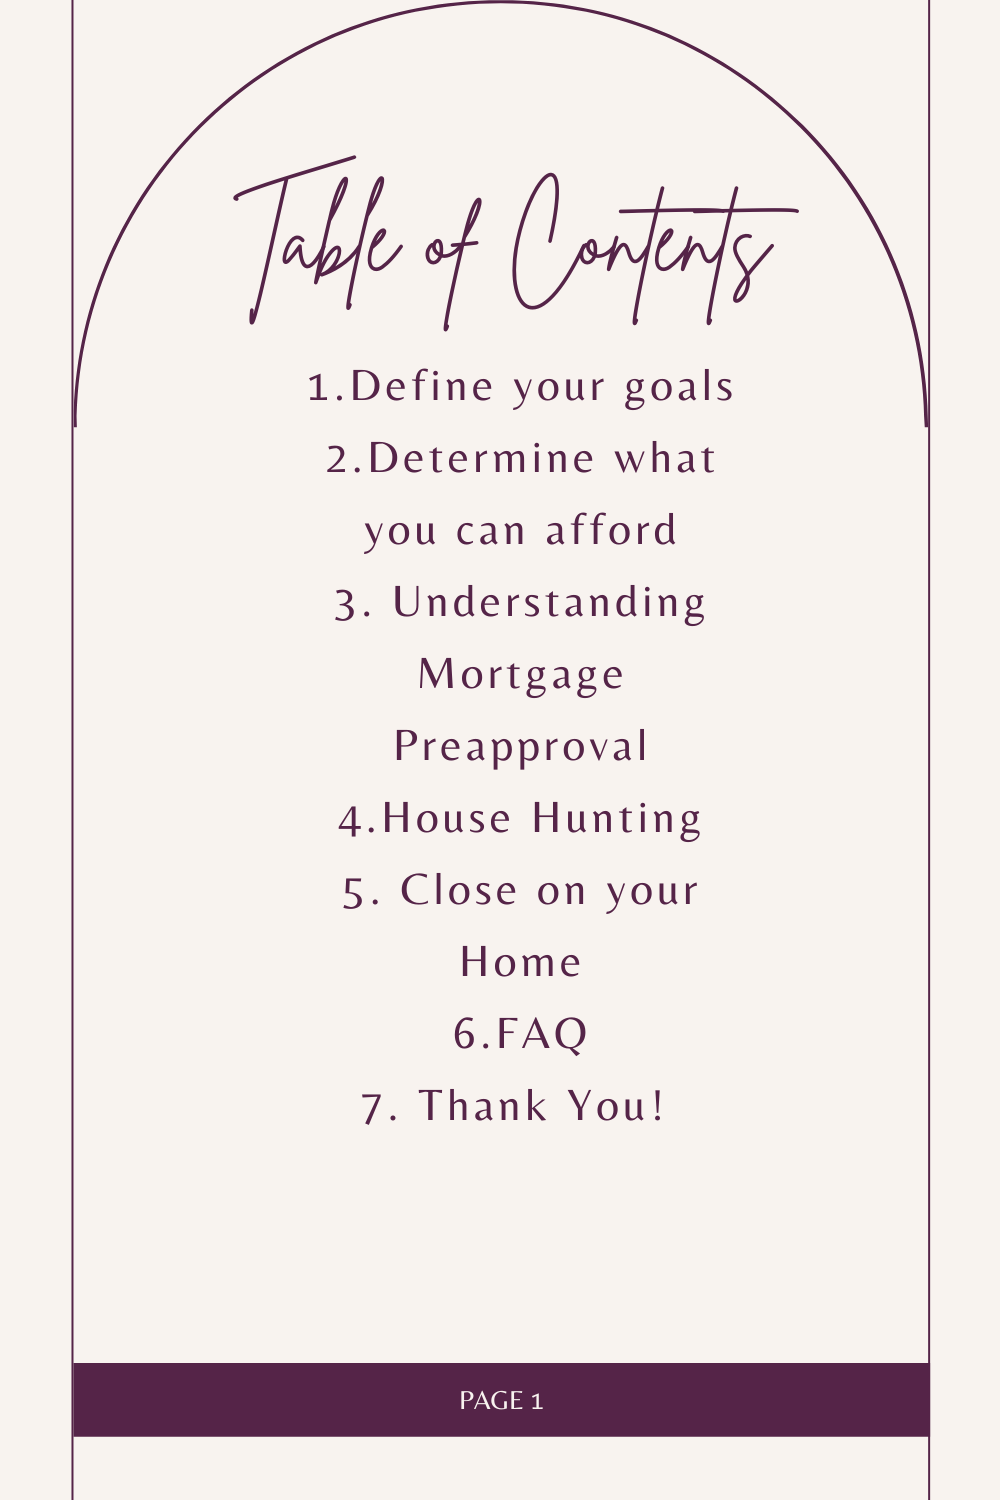 Table of Contents
1.Define your goals
2.Determine what
you can afford
3. Understanding
Mortgage
Preapproval
4.House Hunting
5. Close on your
Home
6.FAQ
7. Thank You!
PAGE 1